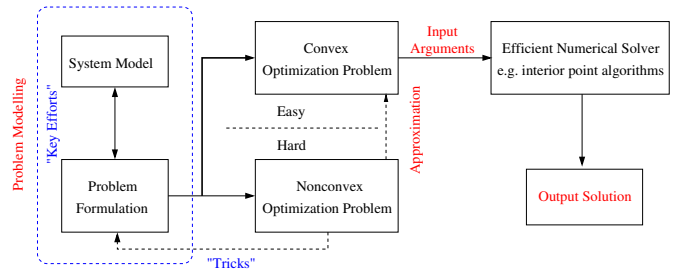 Problem Modelling
"Key Efforts"
System Model
Problem
Formulation
"Tricks"
Convex
Optimization Problem
Easy
Hard
Nonconvex
Optimization Problem
Approximation
Input
Arguments
Efficient Numerical Solver
e.g. interior point algorithms
Output Solution